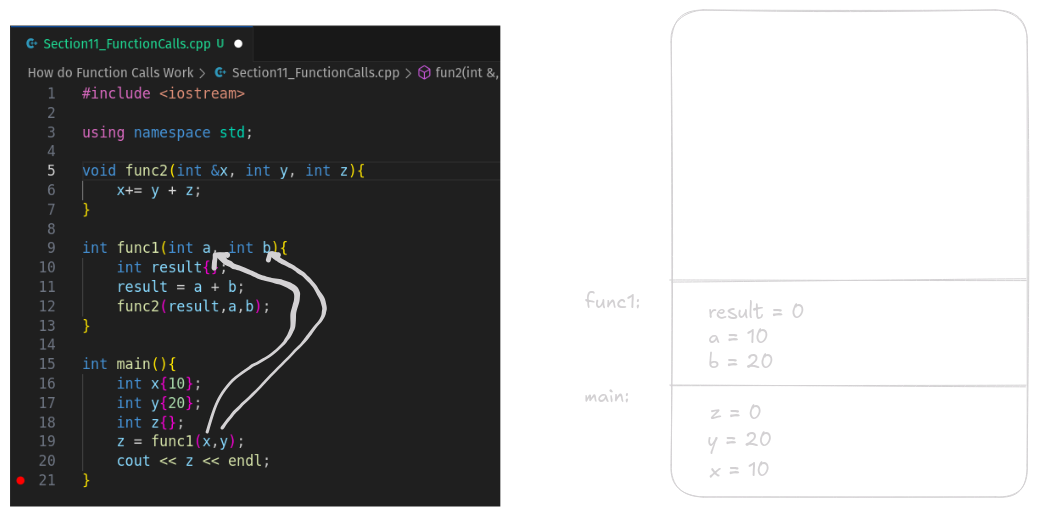 Section11_FunctionCalls.cpp U
How do Function Calls Work > Section11_FunctionCalls.cpp > fun2(int &,
1 #include <iostream>
2
3 using namespace std;
4
5 void func2(int &x, int y, int z){
6 x+= y + z;
7 }
8
9 int func1(int a, int b){
10 int result{};
11 result = a + b;
12 func2(result,a,b);
13 }
14
15 int main(){
16 int x{10};
17 int y{20};
18 int z{};
19 z = func1(x,y);
20 cout << z << endl;
21 }
func1:
result = 0
a = 10
b = 20
main:
z = 0
y = 20
x = 10